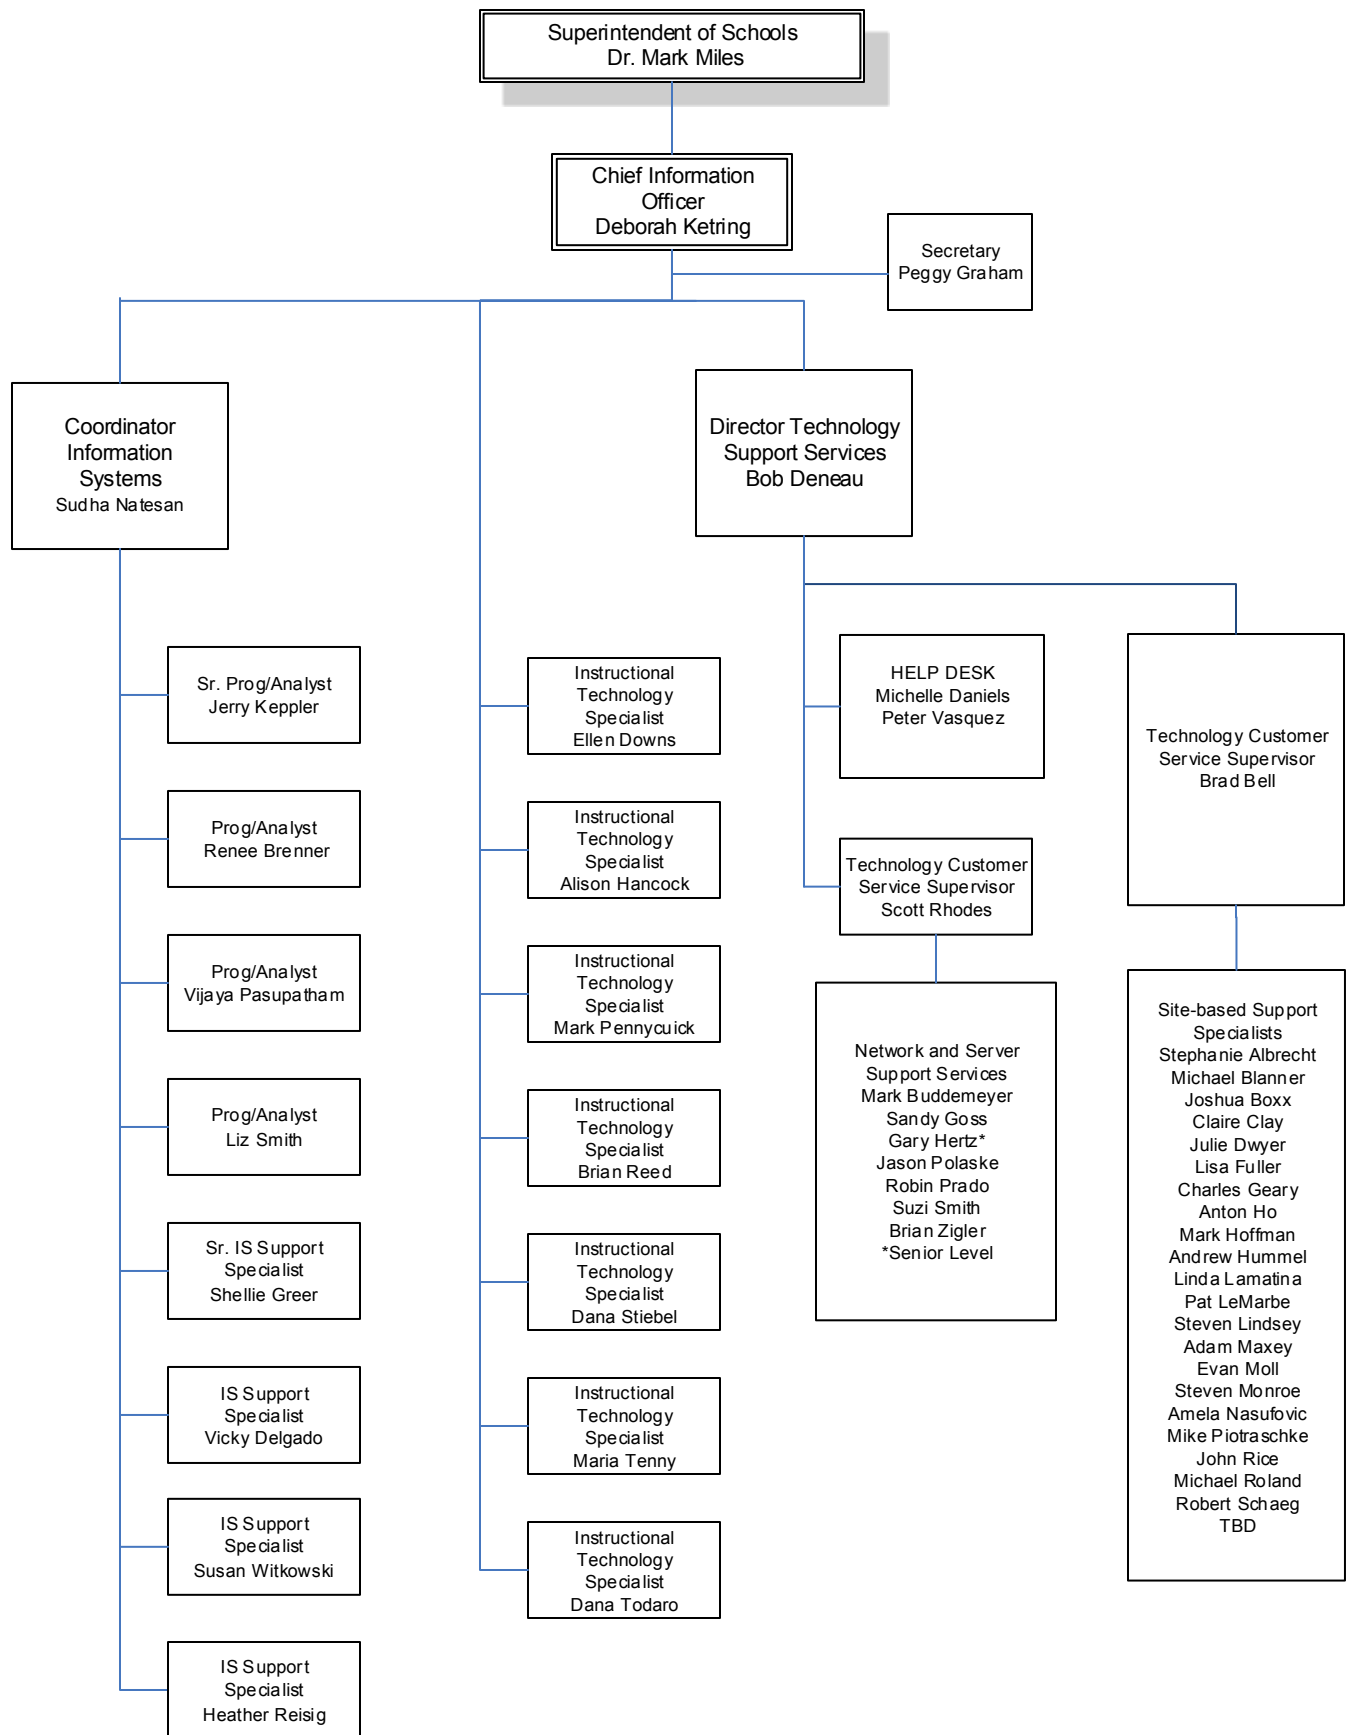 Superintendent of Schools
Dr. Mark Miles
Chief Information
Officer
Deborah Ketring
Secretary
Peggy Graham
Coordinator
Information
Systems
Sudha Natesan
Director Technology
Support Services
Bob Deneau
Sr. Prog/Analyst
Jerry Keppler
Prog/Analyst
Renee Brenner
Prog/Analyst
Vijaya Pasupatham
Prog/Analyst
Liz Smith
Sr. IS Support
Specialist
Shellie Greer
IS Support
Specialist
Vicky Delgado
IS Support
Specialist
Susan Witkowski
IS Support
Specialist
Heather Reisig
Instructional
Technology
Specialist
Ellen Downs
Instructional
Technology
Specialist
Alison Hancock
Instructional
Technology
Specialist
Mark Pennycuick
Instructional
Technology
Specialist
Brian Reed
Instructional
Technology
Specialist
Dana Stiebel
Instructional
Technology
Specialist
Maria Tenny
Instructional
Technology
Specialist
Dana Todaro
HELP DESK
Michelle Daniels
Peter Vasquez
Technology Customer
Service Supervisor
Scott Rhodes
Network and Server
Support Services
Mark Buddemeyer
Sandy Goss
Gary Hertz*
Jason Polaske
Robin Prado
Suzi Smith
Brian Zigler
*Senior Level
Technology Customer
Service Supervisor
Brad Bell
Site-based Support
Specialists
Stephanie Albrecht
Michael Blanner
Joshua Boxx
Claire Clay
Julie Dwyer
Lisa Fuller
Charles Geary
Anton Ho
Mark Hoffman
Andrew Hummel
Linda Lamatina
Pat LeMarbe
Steven Lindsey
Adam Maxey
Evan Moll
Steven Monroe
Amela Nasufovic
Mike Piotraschke
John Rice
Michael Roland
Robert Schaeg
TBD